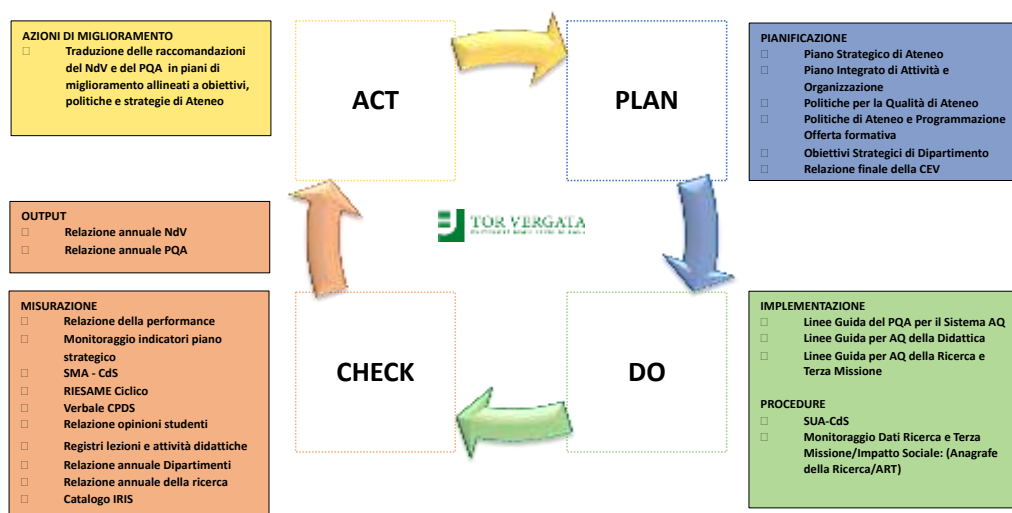 AZIONI DI MIGLIORAMENTO
Traduzione delle raccomandazioni
del NdV e del PQA in piani di
miglioramento allineati a obiettivi,
politiche e strategie di Ateneo
ACT
PLAN
PIANIFICAZIONE
Piano Strategico di Ateneo
Piano Integrato di Attività e
Organizzazione
Politiche per la Qualità di Ateneo
Politiche di Ateneo e Programmazione
Offerta formativa
Obiettivi Strategici di Dipartimento
Relazione finale della CEV
OUTPUT
Relazione annuale NdV
Relazione annuale PQA
TOR VERGATA
MISURAZIONE
Relazione della performance
Monitoraggio indicatori piano
strategico
SMA - CdS
RIESAME Ciclico
Verbale CPDS
Relazione opinioni studenti
Registri lezioni e attività didattiche
Relazione annuale Dipartimenti
Relazione annuale della ricerca
Catalogo IRIS
CHECK
DO
IMPLEMENTAZIONE
Linee Guida del PQA per il Sistema AQ
Linee Guida per AQ della Didattica
Linee Guida per AQ della Ricerca e
Terza Missione
PROCEDURE
SUA-CdS
Monitoraggio Dati Ricerca e Terza
Missione/Impatto Sociale: (Anagrafe
della Ricerca/ART)